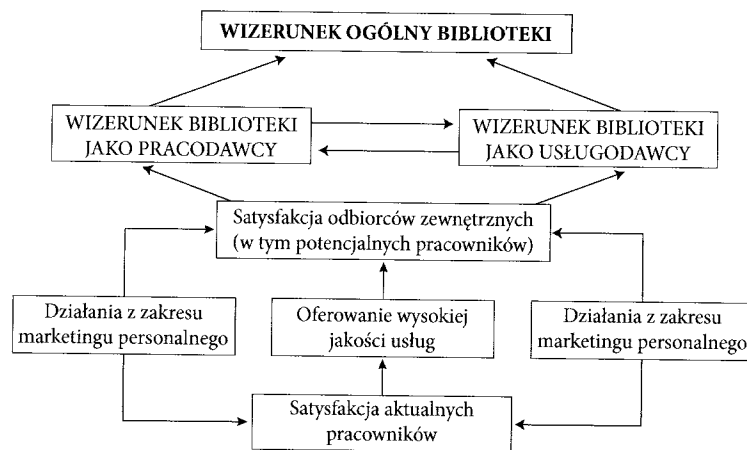 WIZERUNEK OGÓLNY BIBLIOTEKI
WIZERUNEK BIBLIOTEKI
JAKO PRACODAWCY
WIZERUNEK BIBLIOTEKI
JAKO USŁUGODAWCY
Satysfakcja odbiorców zewnętrznych
(w tym potencjalnych pracowników)
Działania z zakresu
marketingu personalnego
Oferowanie wysokiej
jakości usług
Działania z zakresu
marketingu personalnego
Satysfakcja aktualnych
pracowników